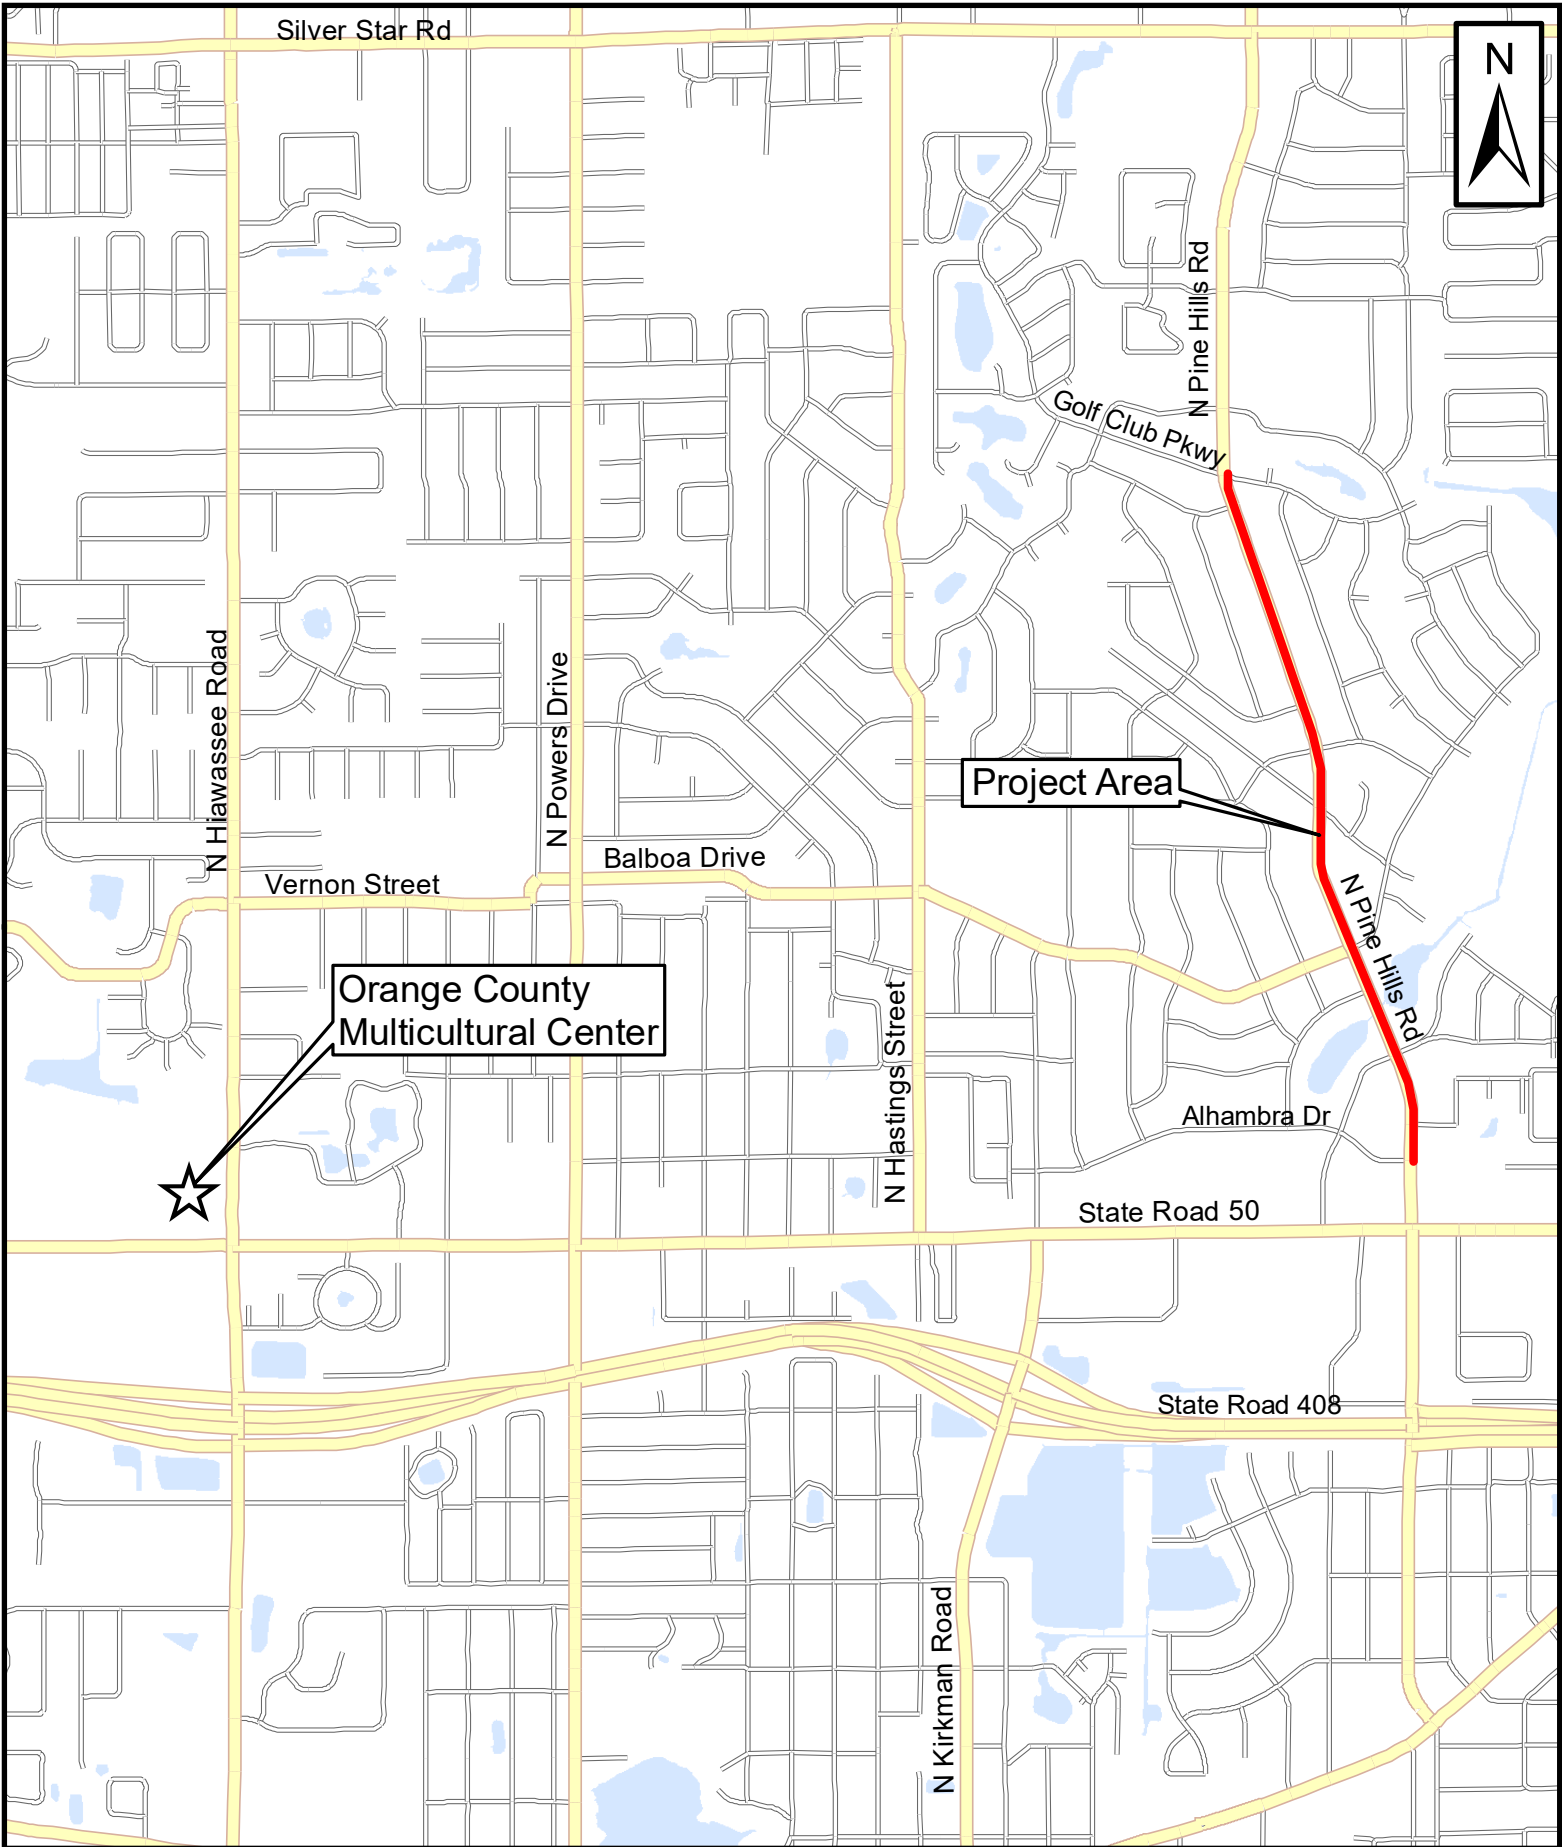 Silver Star Rd
N
N Pine Hills Rd
Golf Club Pkwy
N Hiawassee Road
N Powers Drive
Project Area
Balboa Drive
Vernon Street
N Pine Hills Rd
Orange County
Multicultural Center
N Hastings Street
Alhambra Dr
State Road 50
State Road 408
N Kirkman Road